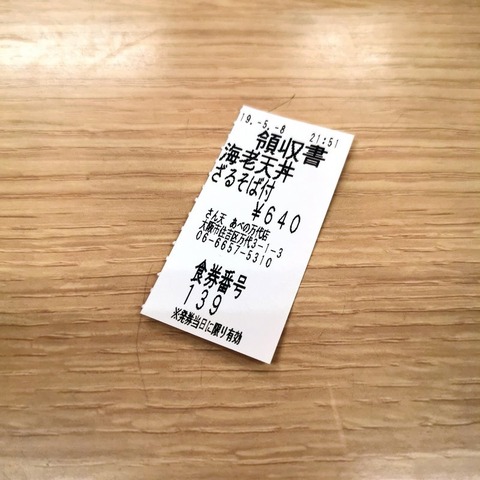 19.-5.-8 21:51
領収書
海老天丼
ざるそば付
¥640
さん天 あべの万代店
大阪市住吉区万代3-1-3
06-6657-5310
食券番号
139
※発券当日に限り有効